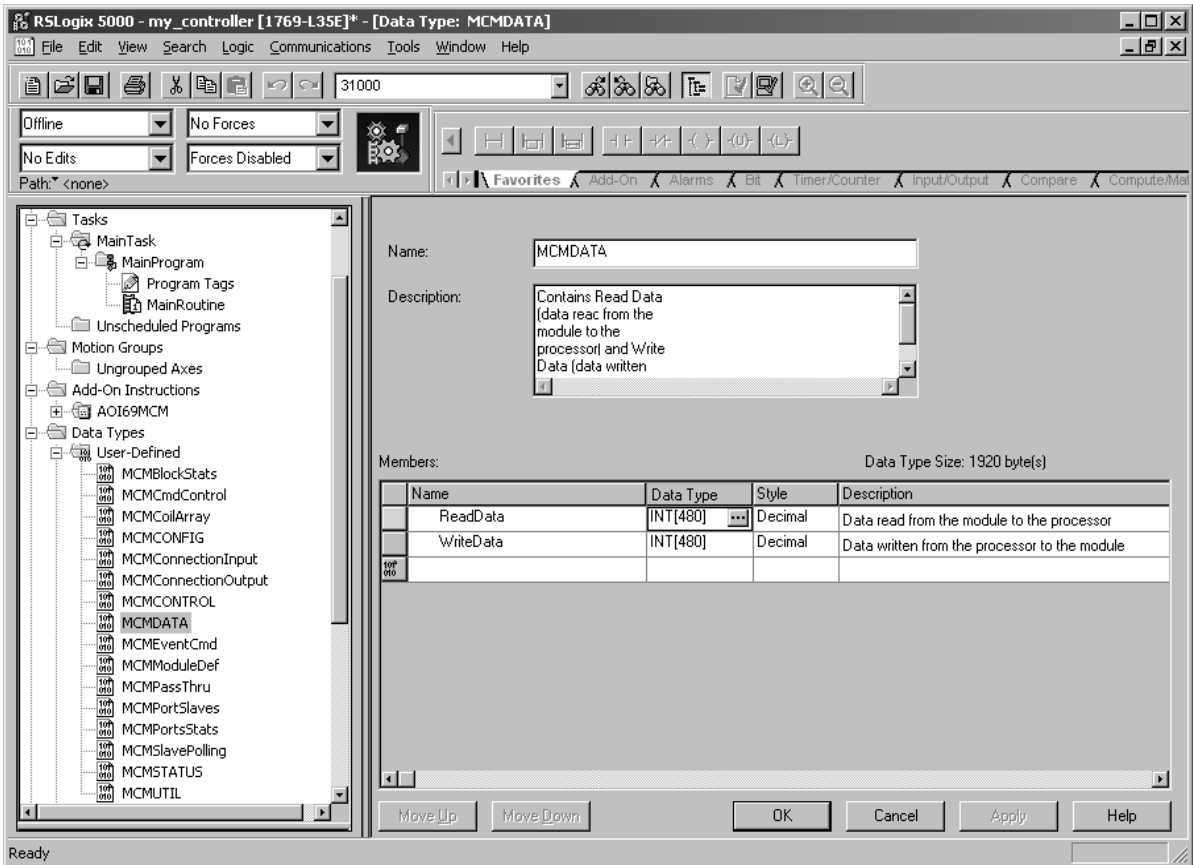 RSLogix 5000 - my_controller [1769-L35E]* - [Data Type: MCMDATA]
File Edit View Search Logic Communications Tools Window Help
31000
Offline No Forces
No Edits Forces Disabled
Path: <none>
Favorites Add-On Alarms Bit Timer/Counter Input/Output Compare Compute/Mat
Tasks
MainTask
MainProgram
Program Tags
MainRoutine
Unscheduled Programs
Motion Groups
Ungrouped Axes
Add-On Instructions
AOI69MCM
Data Types
User-Defined
MCMBlockStats
MCMCmdControl
MCMCoilArray
MCMCONFIG
MCMConnectionInput
MCMConnectionOutput
MCMCONTROL
MCMDATA
MCMEventCmd
MCMModuleDef
MCMPassThru
MCMPortSlaves
MCMPortsStats
MCMSlavePolling
MCMSTATUS
MCMUTIL
Name: MCMDATA
Description: Contains Read Data
(data reac from the
module to the
processor) and Write
Data (data written
Members: Data Type Size: 1920 byte(s)
Name Data Type Style Description
ReadData INT[480] ... Decimal Data read from the module to the processor
WriteData INT[480] Decimal Data written from the processor to the module
Move Up Move Down OK Cancel Apply Help
Ready